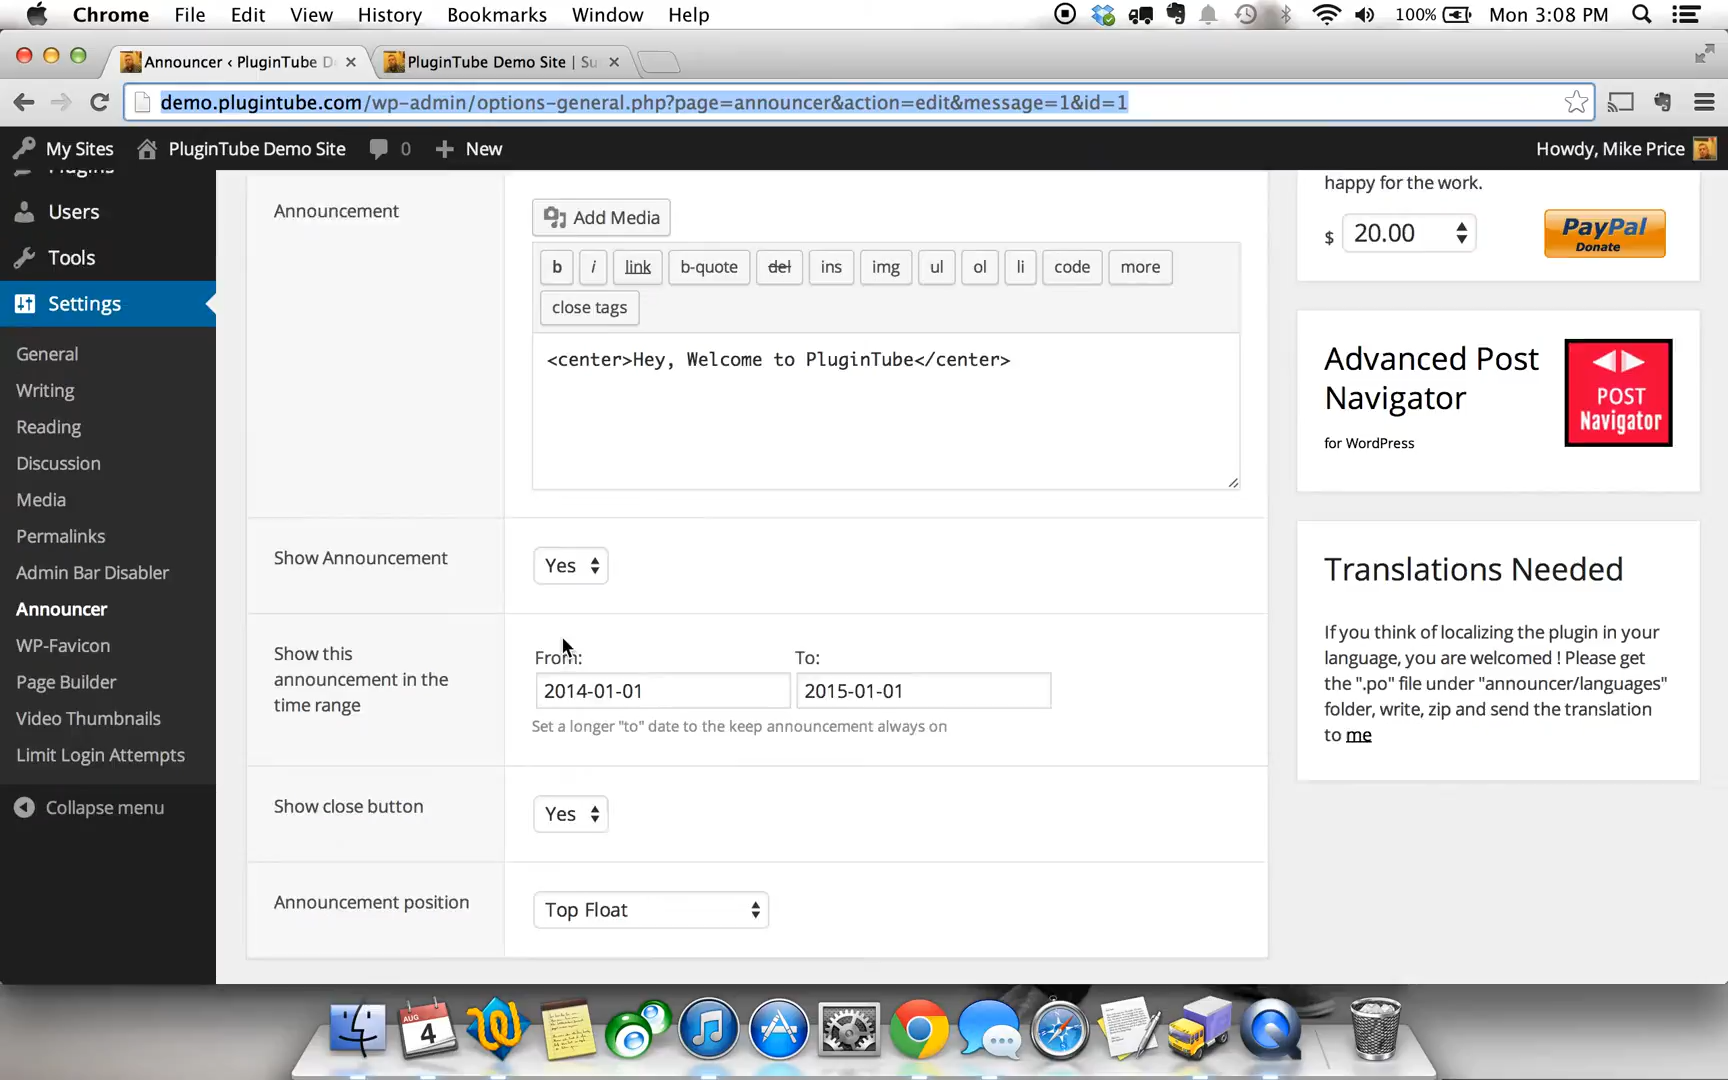 Chrome File Edit View History Bookmarks Window Help 100% Mon 3:08 PM
Announcer ‹ PluginTube D PluginTube Demo Site | Su
demo.plugintube.com/wp-admin/options-general.php?page=announcer&action=edit&message=1&id=1
My Sites PluginTube Demo Site 0 New Howdy, Mike Price
Plugins
Users
Tools
Settings
General
Writing
Reading
Discussion
Media
Permalinks
Admin Bar Disabler
Announcer
WP-Favicon
Page Builder
Video Thumbnails
Limit Login Attempts
Collapse menu
Announcement
Add Media
b i link b-quote del ins img ul ol li code more
close tags
<center>Hey, Welcome to PluginTube</center>
Show Announcement
Yes
Show this
announcement in the
time range
From: To:
2014-01-01 2015-01-01
Set a longer "to" date to the keep announcement always on
Show close button
Yes
Announcement position
Top Float
happy for the work.
$ 20.00
PayPal
Donate
Advanced Post
Navigator
for WordPress
POST
Navigator
Translations Needed
If you think of localizing the plugin in your
language, you are welcomed ! Please get
the ".po" file under "announcer/languages"
folder, write, zip and send the translation
to me
AUG
4